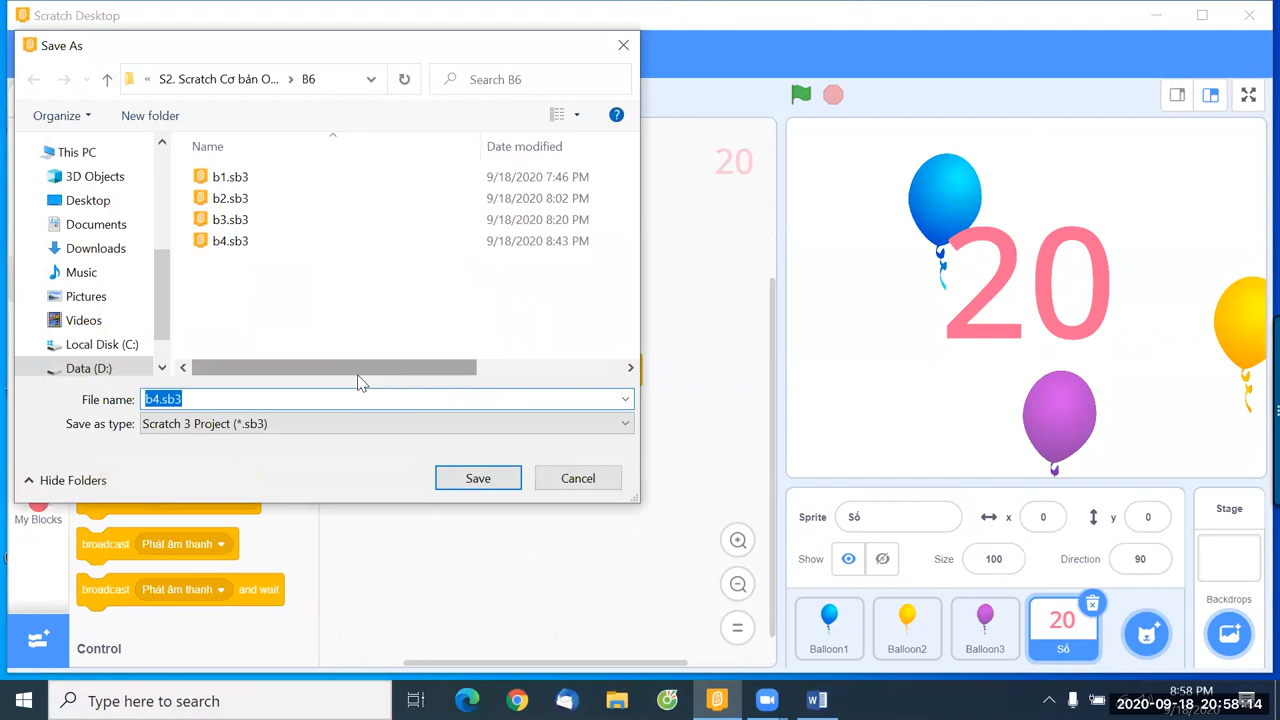 Scratch Desktop
Save As
« S2. Scratch Cơ bản O... › B6
Search B6
Organize
New folder
Name
Date modified
This PC
3D Objects
Desktop
Documents
Downloads
Music
Pictures
Videos
Local Disk (C:)
Data (D:)
b1.sb3 9/18/2020 7:46 PM
b2.sb3 9/18/2020 8:02 PM
b3.sb3 9/18/2020 8:20 PM
b4.sb3 9/18/2020 8:43 PM
File name: b4.sb3
Save as type: Scratch 3 Project (*.sb3)
Hide Folders
Save
Cancel
20
20
My Blocks
broadcast Phát âm thanh
broadcast Phát âm thanh and wait
Control
Sprite Số x 0 y 0
Show Size 100 Direction 90
Stage
Backdrops
Balloon1
Balloon2
Balloon3
20
Số
Type here to search
8:58 PM
9/18/2020
2020-09-18 20:58:14